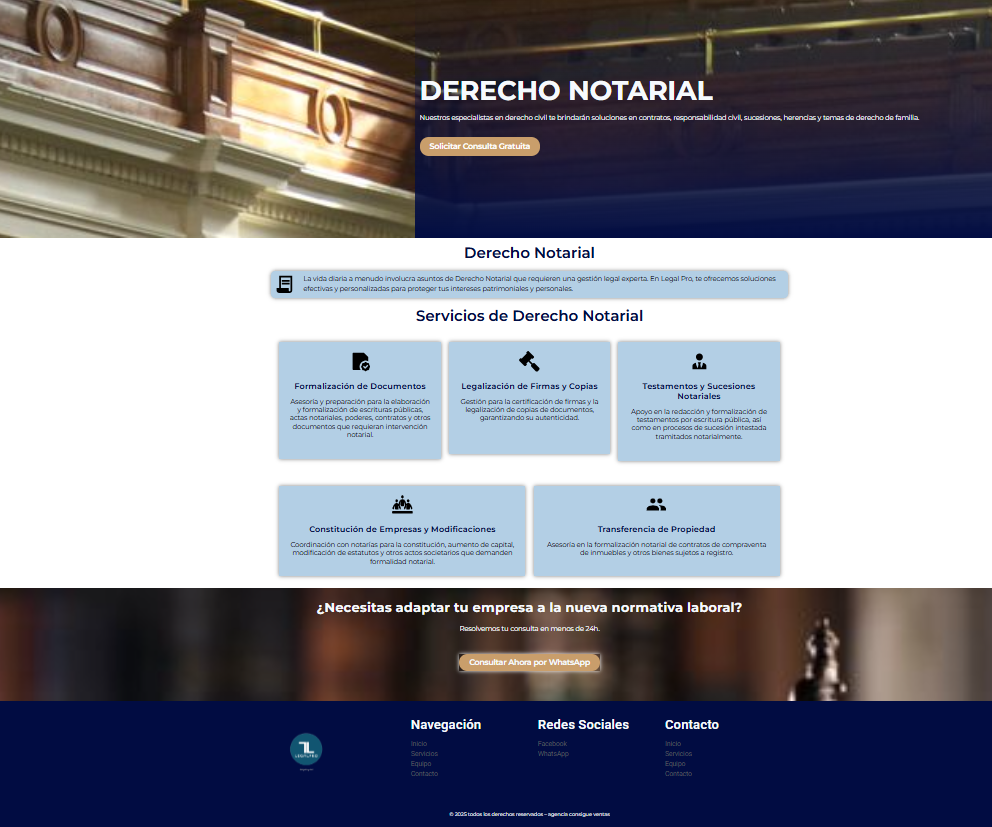 DERECHO NOTARIAL
Nuestros especialistas en derecho civil te brindarán soluciones en contratos, responsabilidad civil, sucesiones, herencias y temas de derecho de familia.
Solicitar Consulta Gratuita
Derecho Notarial
La vida diaria a menudo involucra asuntos de Derecho Notarial que requieren una gestión legal experta. En Legal Pro, te ofrecemos soluciones
efectivas y personalizadas para proteger tus intereses patrimoniales y personales.
Servicios de Derecho Notarial
Formalización de Documentos
Asesoría y preparación para la elaboración
y formalización de escrituras públicas,
actas notariales, poderes, contratos y otros
documentos que requieran intervención
notarial.
Legalización de Firmas y Copias
Gestión para la certificación de firmas y la
legalización de copias de documentos,
garantizando su autenticidad.
Testamentos y Sucesiones
Notariales
Apoyo en la redacción y formalización de
testamentos por escritura pública, así
como en procesos de sucesión intestada
tramitados notarialmente.
Constitución de Empresas y Modificaciones
Coordinación con notarías para la constitución, aumento de capital,
modificación de estatutos y otros actos societarios que demanden
formalidad notarial.
Transferencia de Propiedad
Asesoría en la formalización notarial de contratos de compraventa
de inmuebles y otros bienes sujetos a registro.
¿Necesitas adaptar tu empresa a la nueva normativa laboral?
Resolvemos tu consulta en menos de 24h.
Consultar Ahora por WhatsApp
Navegación
Inicio
Servicios
Equipo
Contacto
Redes Sociales
Facebook
WhatsApp
Contacto
Inicio
Servicios
Equipo
Contacto
© 2025 todos los derechos reservados – agencia consigue ventas